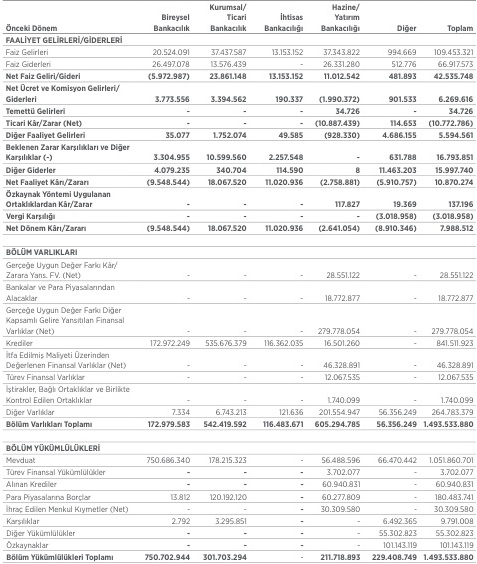 Önceki Dönem Bireysel Bankacılık Kurumsal/ Ticari Bankacılık İhtisas Bankacılığı Hazine/ Yatırım Bankacılığı Diğer Toplam
FAALİYET GELİRLERİ/GİDERLERİ
Faiz Gelirleri 20.524.091 37.437.587 13.153.152 37.343.822 994.669 109.453.321
Faiz Giderleri 26.497.078 13.576.439 - 26.331.280 512.776 66.917.573
Net Faiz Geliri/Gideri (5.972.987) 23.861.148 13.153.152 11.012.542 481.893 42.535.748
Net Ücret ve Komisyon Gelirleri/
Giderleri 3.773.556 3.394.562 190.337 (1.990.372) 901.533 6.269.616
Temettü Gelirleri - - - 34.726 - 34.726
Ticari Kâr/Zarar (Net) - - - (10.887.439) 114.653 (10.772.786)
Diğer Faaliyet Gelirleri 35.077 1.752.074 49.585 (928.330) 4.686.155 5.594.561
Beklenen Zarar Karşılıkları ve Diğer
Karşılıklar (-) 3.304.955 10.599.560 2.257.548 - 631.788 16.793.851
Diğer Giderler 4.079.235 340.704 114.590 8 11.463.203 15.997.740
Net Faaliyet Kârı/Zararı (9.548.544) 18.067.520 11.020.936 (2.758.881) (5.910.757) 10.870.274
Özkaynak Yöntemi Uygulanan
Ortaklıklardan Kâr/Zarar - - - 117.827 19.369 137.196
Vergi Karşılığı - - - - (3.018.958) (3.018.958)
Net Dönem Kârı/Zararı (9.548.544) 18.067.520 11.020.936 (2.641.054) (8.910.346) 7.988.512
BÖLÜM VARLIKLARI
Gerçeğe Uygun Değer Farkı Kâr/
Zarara Yans. FV. (Net) - - - 28.551.122 - 28.551.122
Bankalar ve Para Piyasalarından
Alacaklar - - - 18.772.877 - 18.772.877
Gerçeğe Uygun Değer Farkı Diğer
Kapsamlı Gelire Yansıtılan Finansal
Varlıklar (Net) - - - 279.778.054 - 279.778.054
Krediler 172.972.249 535.676.379 116.362.035 16.501.260 - 841.511.923
İtfa Edilmiş Maliyeti Üzerinden
Değerlenen Finansal Varlıklar (Net) - - - 46.328.891 - 46.328.891
Türev Finansal Varlıklar - - - 12.067.535 - 12.067.535
İştirakler, Bağlı Ortaklıklar ve Birlikte
Kontrol Edilen Ortaklıklar - - - 1.740.099 - 1.740.099
Diğer Varlıklar 7.334 6.743.213 121.636 201.554.947 56.356.249 264.783.379
Bölüm Varlıkları Toplamı 172.979.583 542.419.592 116.483.671 605.294.785 56.356.249 1.493.533.880
BÖLÜM YÜKÜMLÜLÜKLERİ
Mevduat 750.686.340 178.215.323 - 56.488.596 66.470.442 1.051.860.701
Türev Finansal Yükümlülükler - - - 3.702.077 - 3.702.077
Alınan Krediler - - - 60.940.831 - 60.940.831
Para Piyasalarına Borçlar 13.812 120.192.120 - 60.277.809 - 180.483.741
İhraç Edilen Menkul Kıymetler (Net) - - - 30.309.580 - 30.309.580
Karşılıklar 2.792 3.295.851 - - 6.492.365 9.791.008
Diğer Yükümlülükler - - - - 55.302.823 55.302.823
Özkaynaklar - - - - 101.143.119 101.143.119
Bölüm Yükümlülükleri Toplamı 750.702.944 301.703.294 - 211.718.893 229.408.749 1.493.533.880